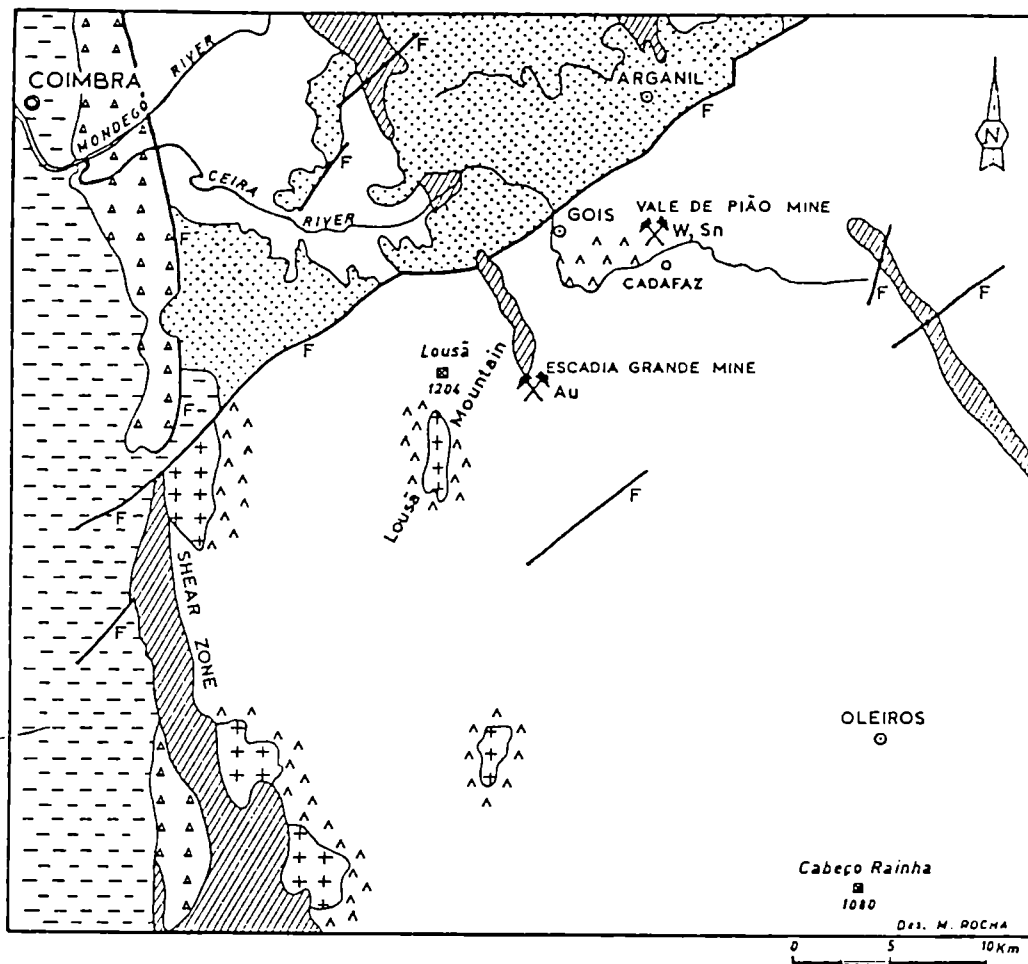 F
COIMBRA
MONDEGO RIVER
ARGANIL
F
N
F
CEIRA RIVER
GOIS
VALE DE PIÃO MINE
W, Sn
F
CADAFAZ
F
F
F
Lousã
1204
ESCADIA GRANDE MINE
Au
F
Lousã Mountain
F
F
SHEAR ZONE
F
OLEIROS
Cabeço Rainha
1080
Des. M. ROCHA
0 5 10Km